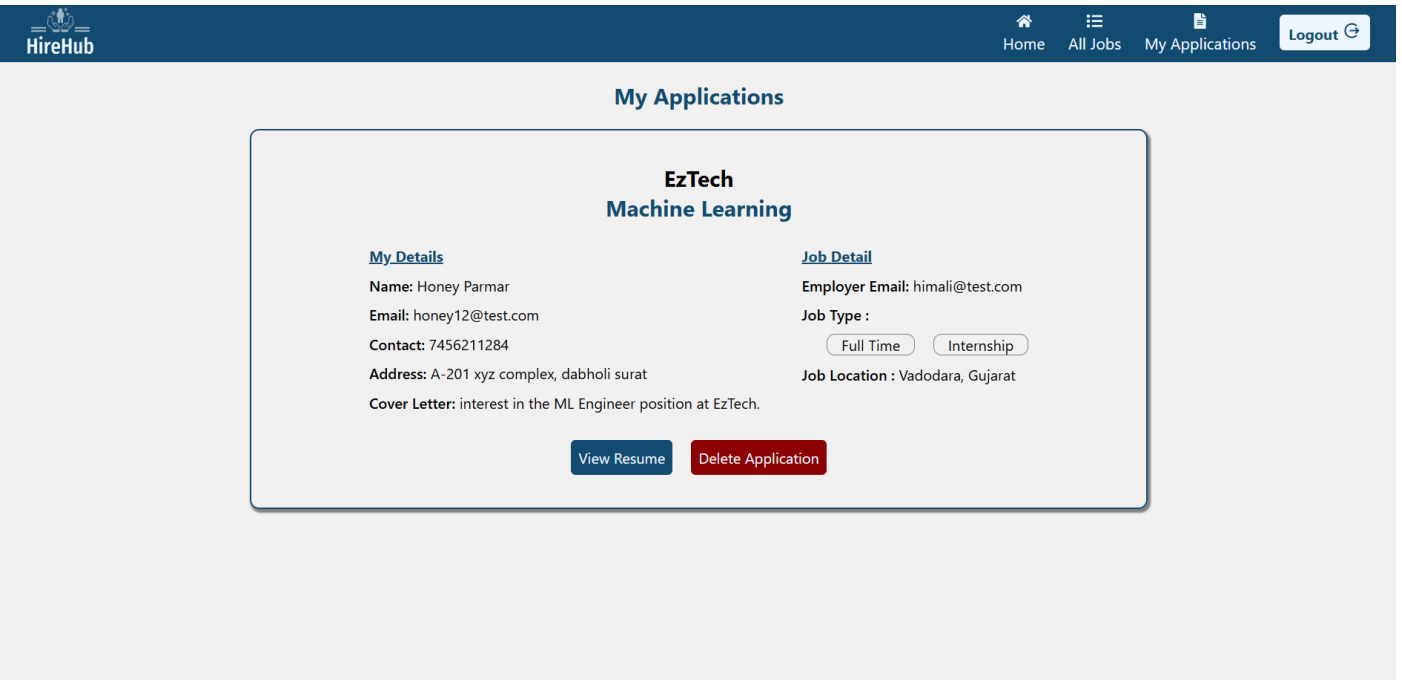 HireHub
Home All Jobs My Applications Logout
My Applications
EzTech
Machine Learning
My Details
Name: Honey Parmar
Email: honey12@test.com
Contact: 7456211284
Address: A-201 xyz complex, dabholi surat
Cover Letter: interest in the ML Engineer position at EzTech.
Job Detail
Employer Email: himali@test.com
Job Type :
Full Time Internship
Job Location : Vadodara, Gujarat
View Resume Delete Application